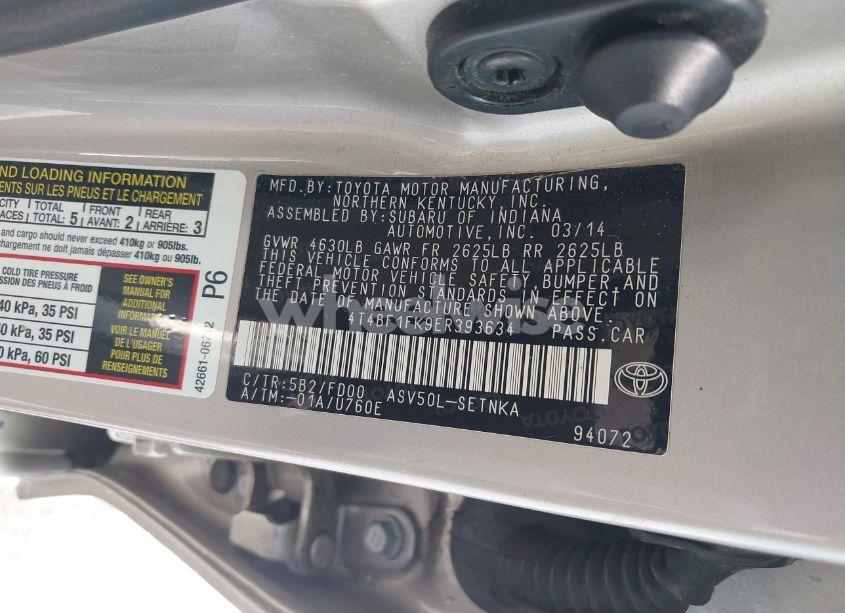 ND LOADING INFORMATION
ENTS SUR LES PNEUS ET LE CHARGEMENT
CITY TOTAL FRONT REAR
ACES TOTAL: 5 AVANT: 2 ARRIÈRE: 3
and cargo should never exceed 410kg or 905lbs.
rgement ne doit jamais dépasser 410kg ou 905lb.
COLD TIRE PRESSURE
SSION DES PNEUS À FROID
40 kPa, 35 PSI
40 kPa, 35 PSI
0 kPa, 60 PSI
SEE OWNER'S
MANUAL FOR
ADDITIONAL
INFORMATION
VOIR LE MANUEL
DE L'USAGER
POUR PLUS DE
RENSEIGNEMENTS
P6
MFD.BY:TOYOTA MOTOR MANUFACTURING,
NORTHERN KENTUCKY, INC.
ASSEMBLED BY:SUBARU OF INDIANA
AUTOMOTIVE,INC. 03/14
GVWR 4630LB GAWR FR 2625LB RR 2625LB
THIS VEHICLE CONFORMS TO ALL APPLICABLE
FEDERAL MOTOR VEHICLE SAFETY, BUMPER, AND
THEFT PREVENTION STANDARDS IN EFFECT ON
THE DATE OF MANUFACTURE SHOWN ABOVE.
4T4BF1FK9ER393634 PASS.CAR
C/TR:5B2/FD00 ASV50L-SETNKA
A/TM:-01A/U760E
94072